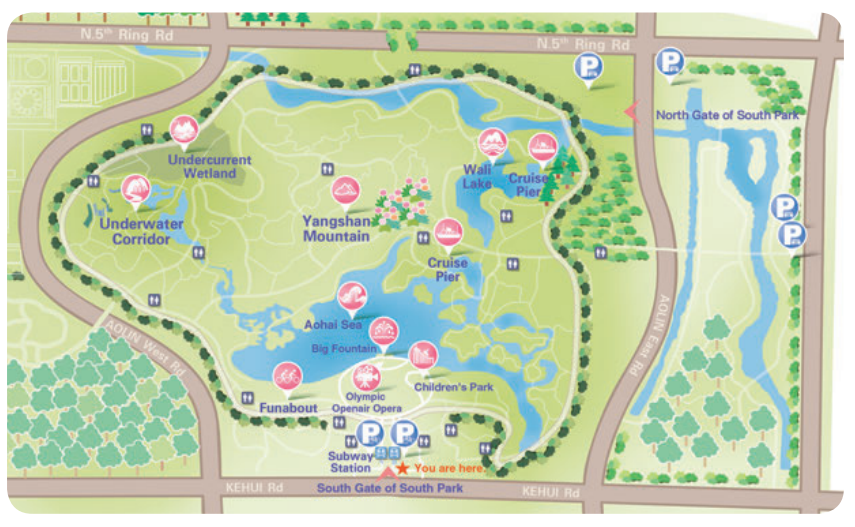 N.5th Ring Rd
N.5th Ring Rd
P
P
North Gate of South Park
Undercurrent
Wetland
Wali
Lake
Cruise
Pier
Underwater
Corridor
Yangshan
Mountain
P
P
Cruise
Pier
Aohai Sea
AOLIN West Rd
AOLIN East Rd
Big Fountain
Children's Park
Funabout
Olympic
Openair Opera
P
P
Subway
Station
You are here.
KEHUI Rd
South Gate of South Park
KEHUI Rd